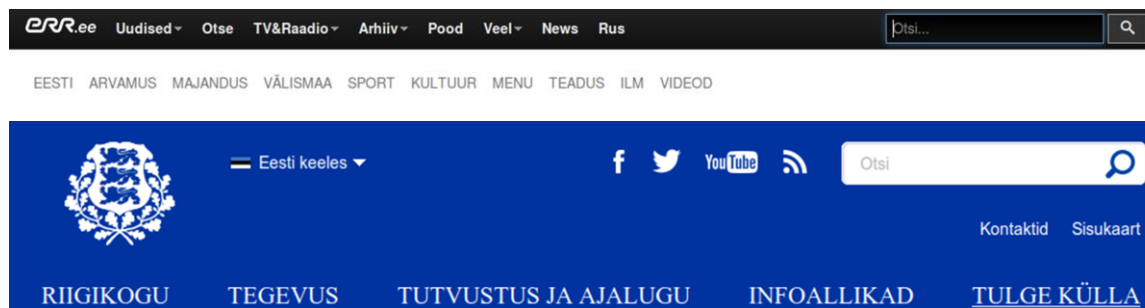 err.ee Uudised Otse TV&Raadio Arhiiv Pood Veel News Rus Otsi...
EESTI ARVAMUS MAJANDUS VÄLISMAA SPORT KULTUUR MENU TEADUS ILM VIDEOD
Eesti keeles f YouTube Otsi
Kontaktid Sisukaart
RIIGIKOGU TEGEVUS TUTVUSTUS JA AJALUGU INFOALLIKAD TULGE KÜLLA